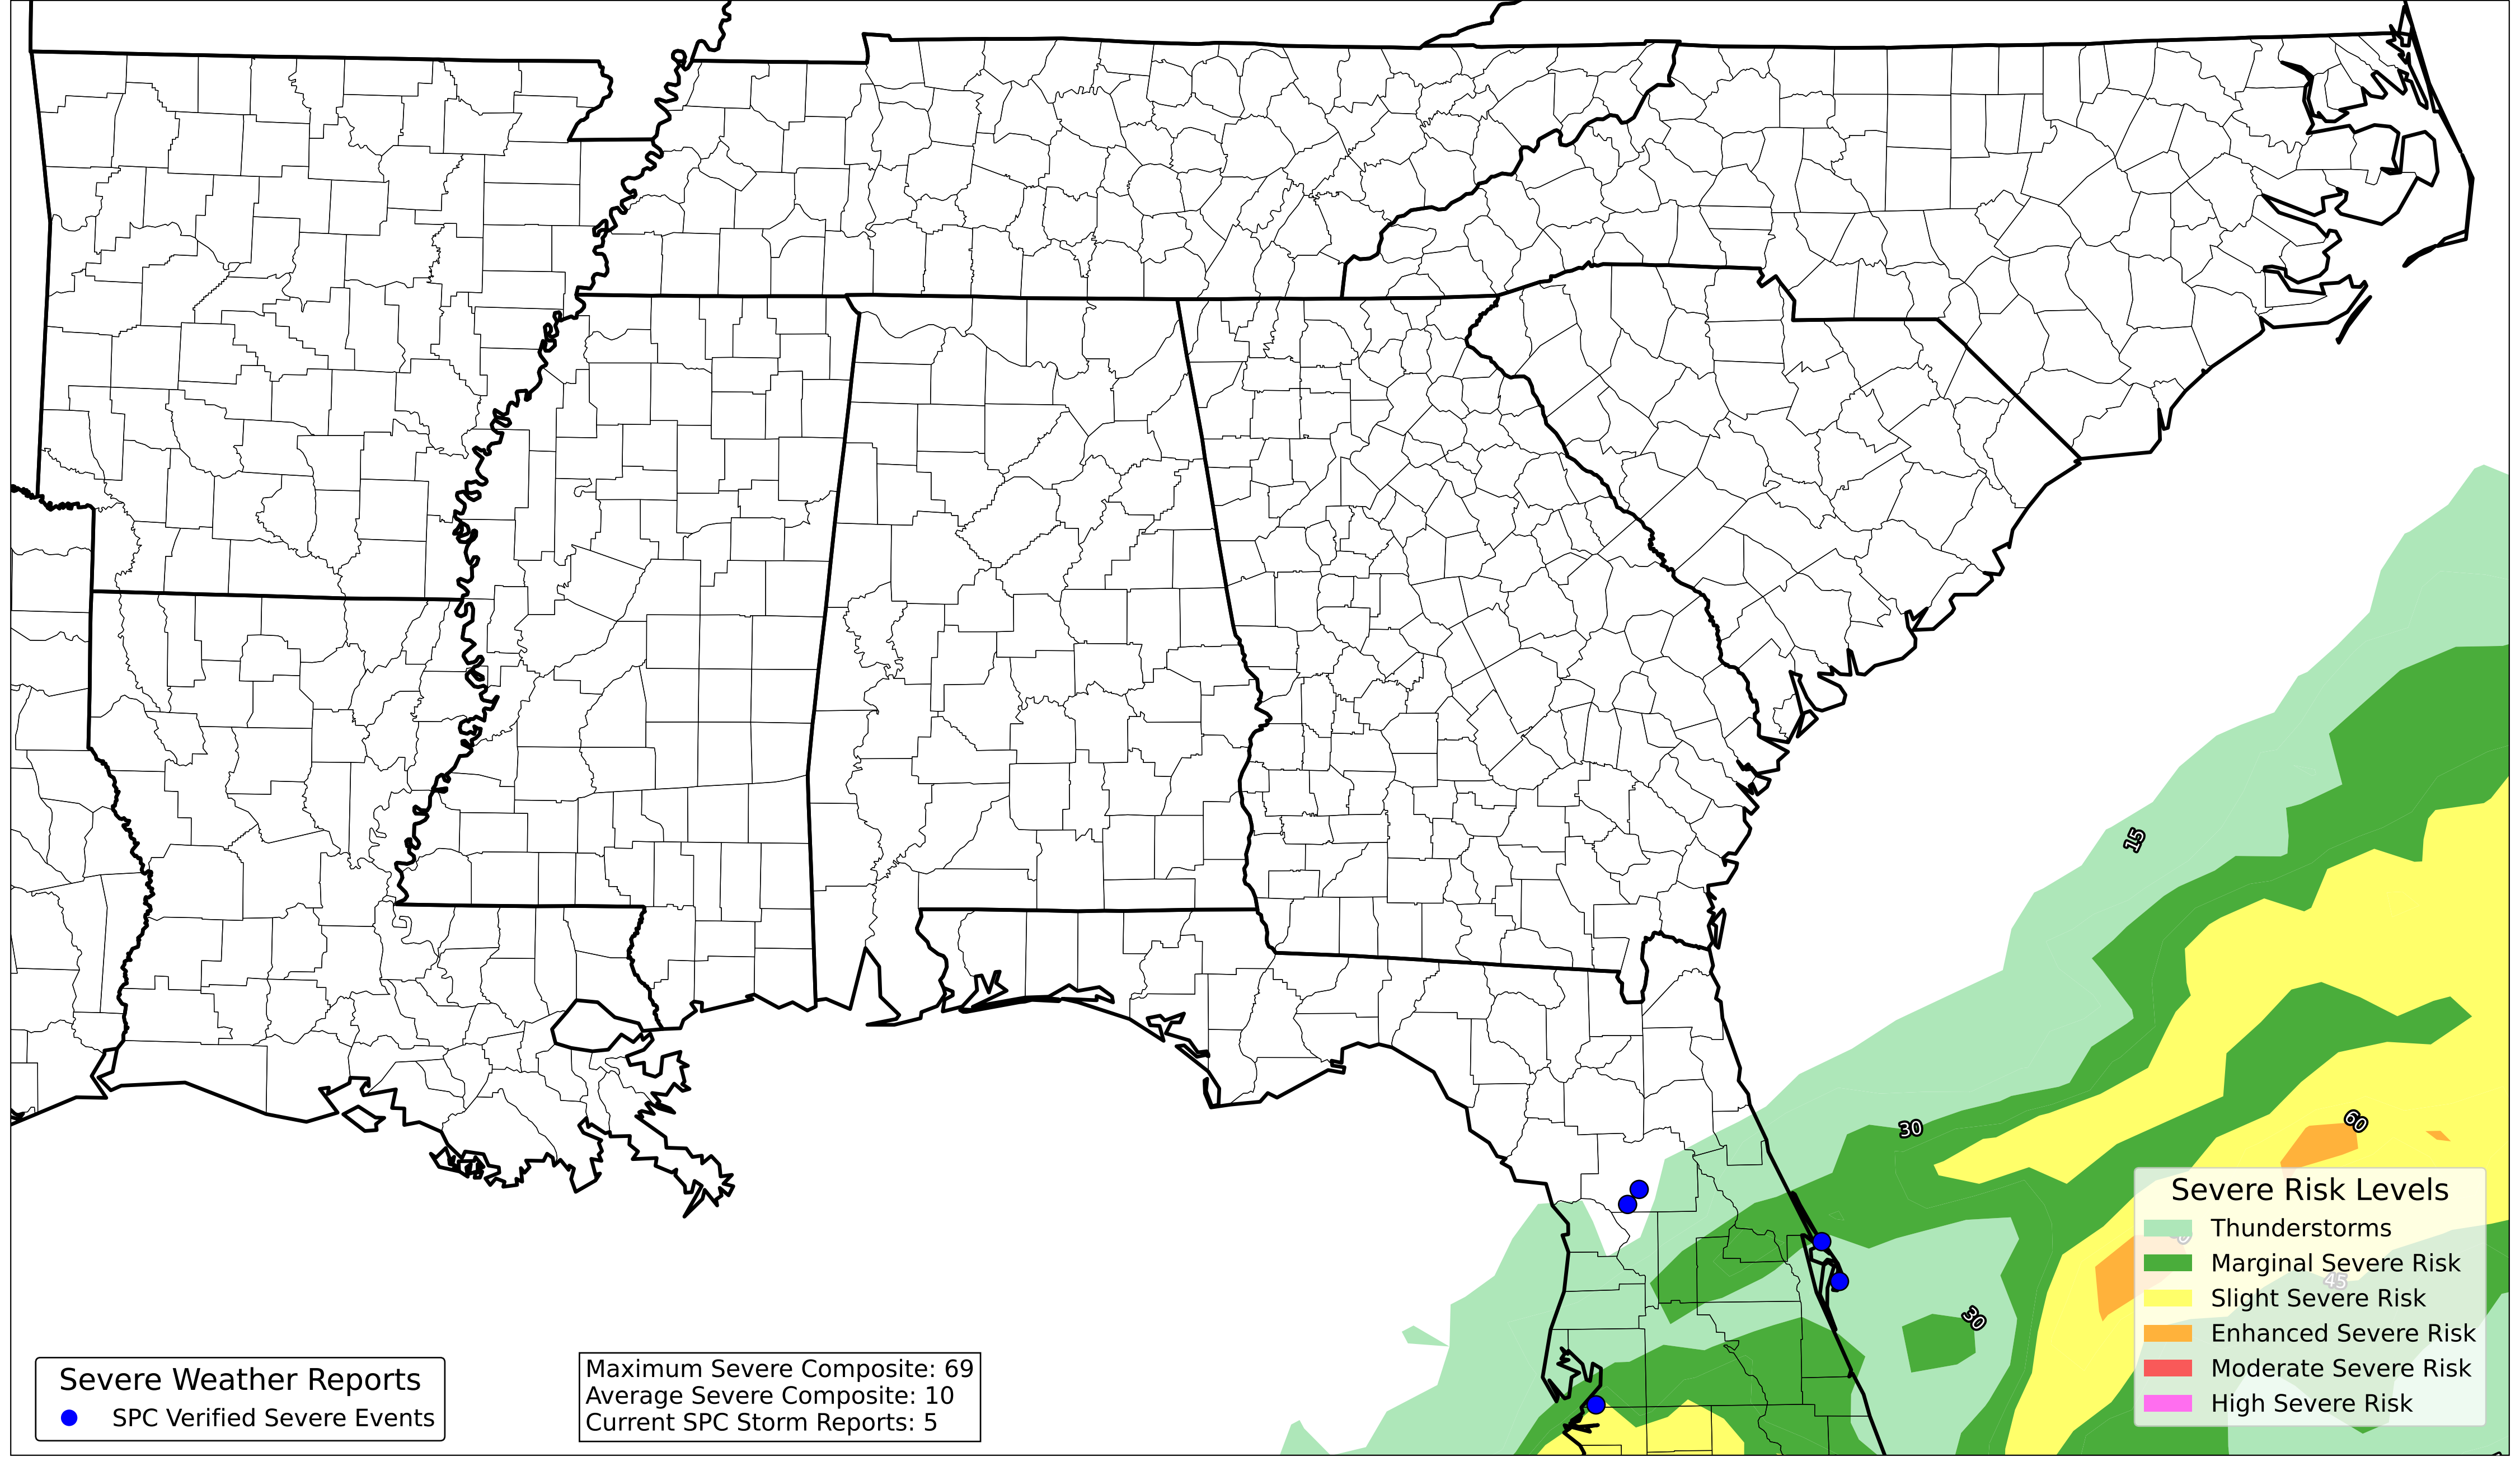 15
30
60
45
30
Severe Risk Levels
Thunderstorms
Marginal Severe Risk
Slight Severe Risk
Enhanced Severe Risk
Moderate Severe Risk
High Severe Risk
Severe Weather Reports
SPC Verified Severe Events
Maximum Severe Composite: 69
Average Severe Composite: 10
Current SPC Storm Reports: 5